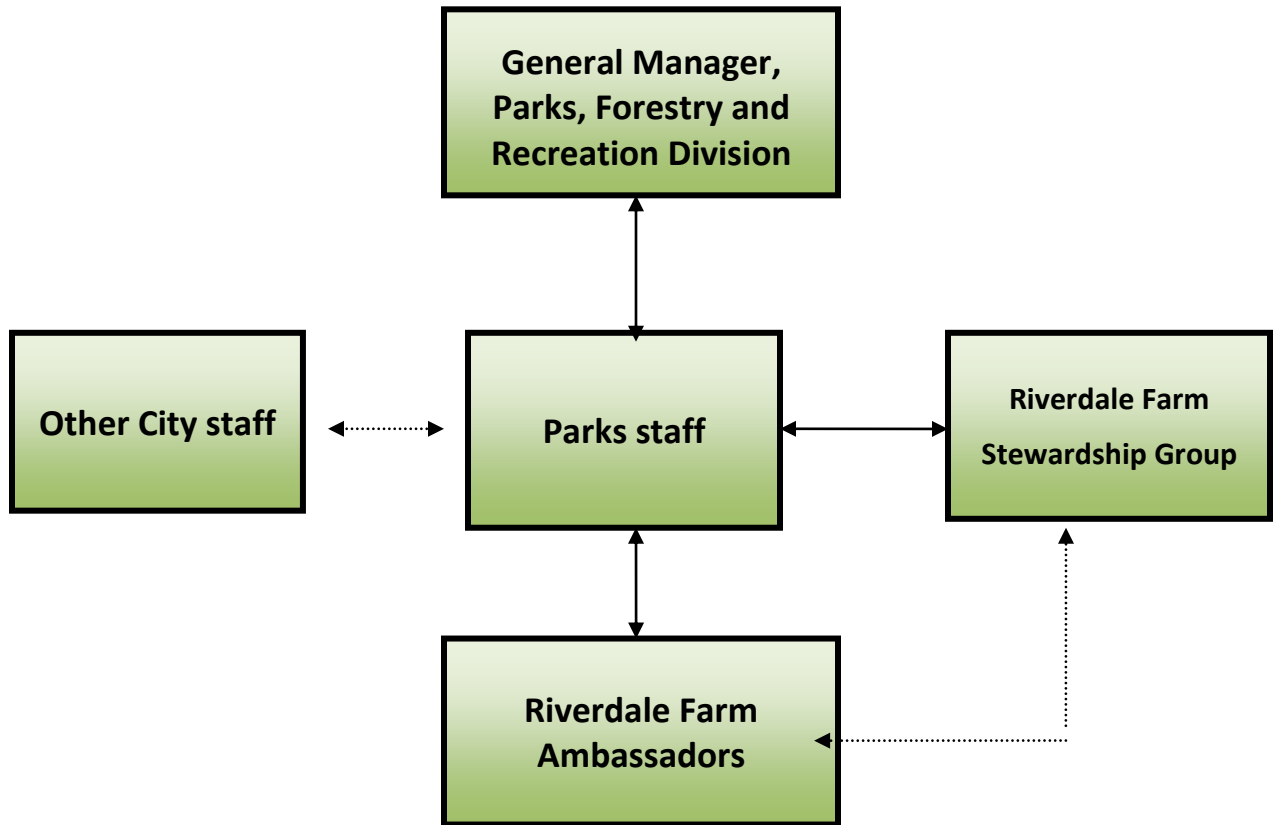 General Manager,
Parks, Forestry and
Recreation Division
Other City staff
Parks staff
Riverdale Farm
Stewardship Group
Riverdale Farm
Ambassadors